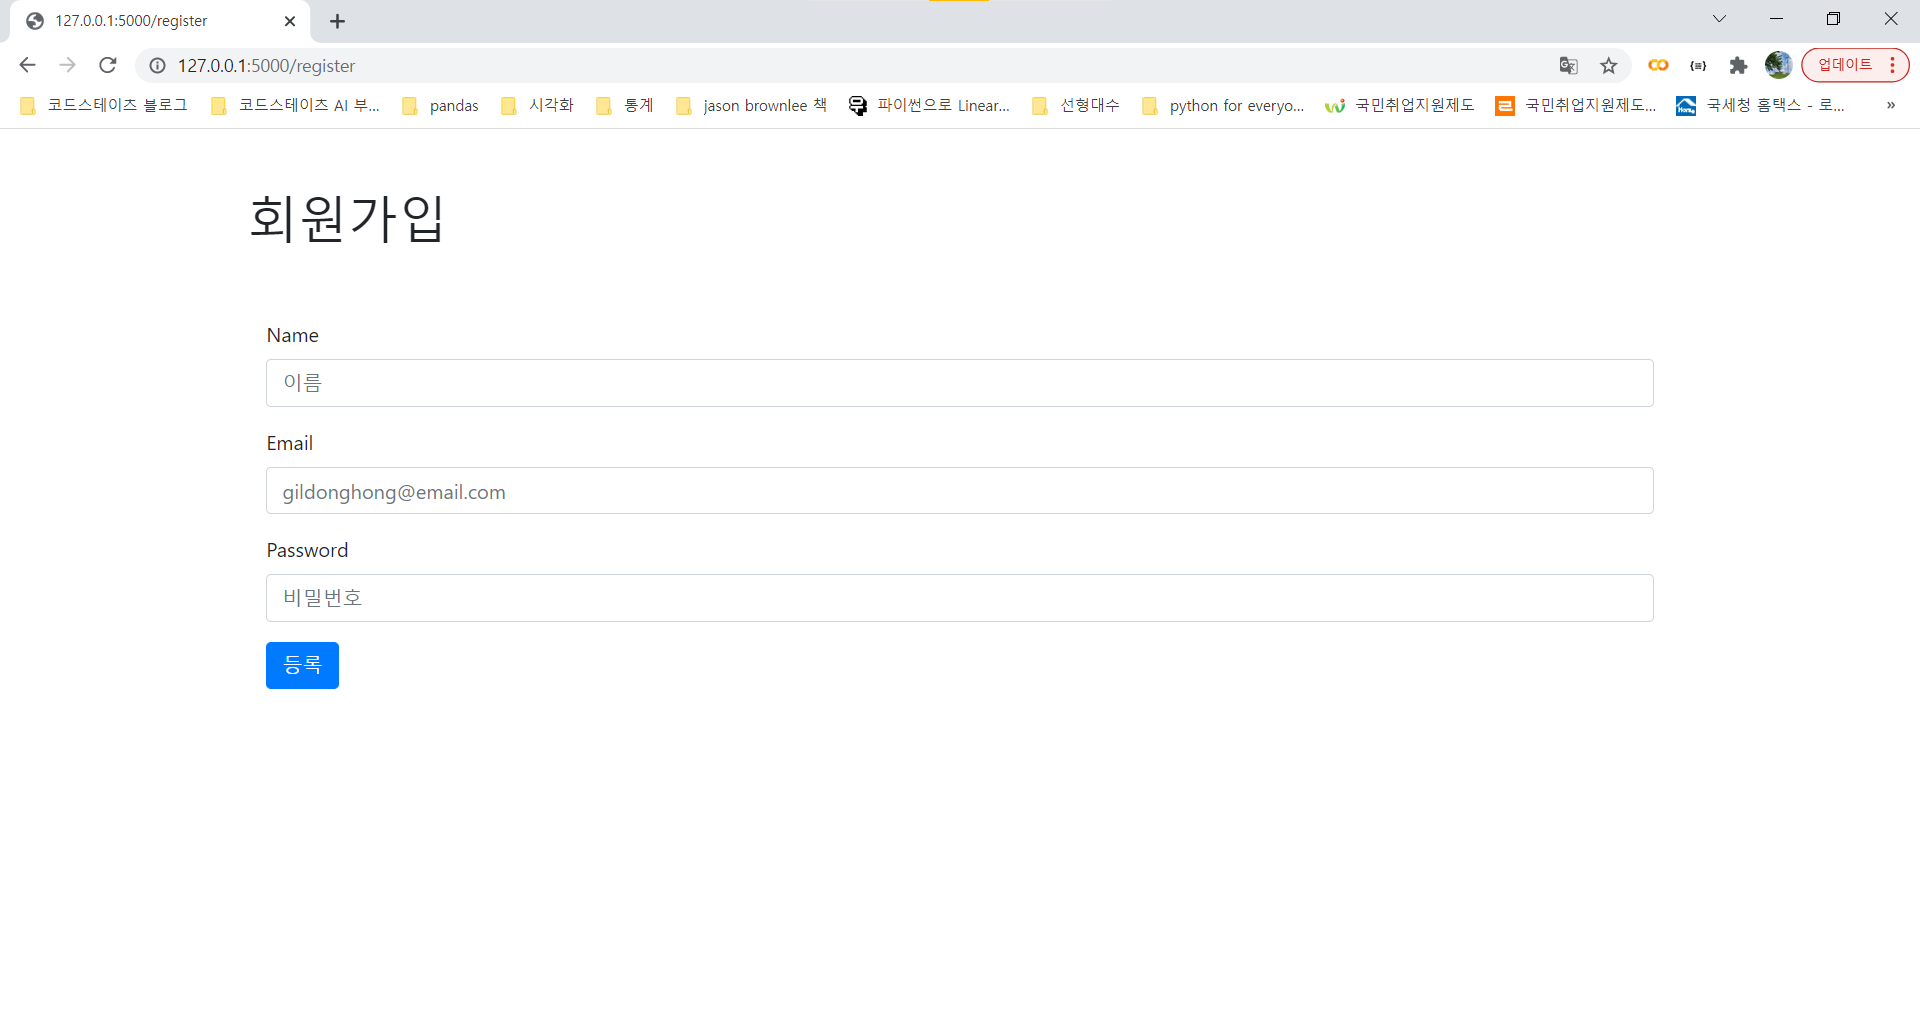 127.0.0.1:5000/register
127.0.0.1:5000/register
업데이트
코드스테이즈 블로그 코드스테이즈 AI 부... pandas 시각화 통계 jason brownlee 책 파이썬으로 Linear... 선형대수 python for everyo... 국민취업지원제도 국민취업지원제도... 국세청 홈택스 - 로... »
회원가입
Name
이름
Email
gildonghong@email.com
Password
비밀번호
등록